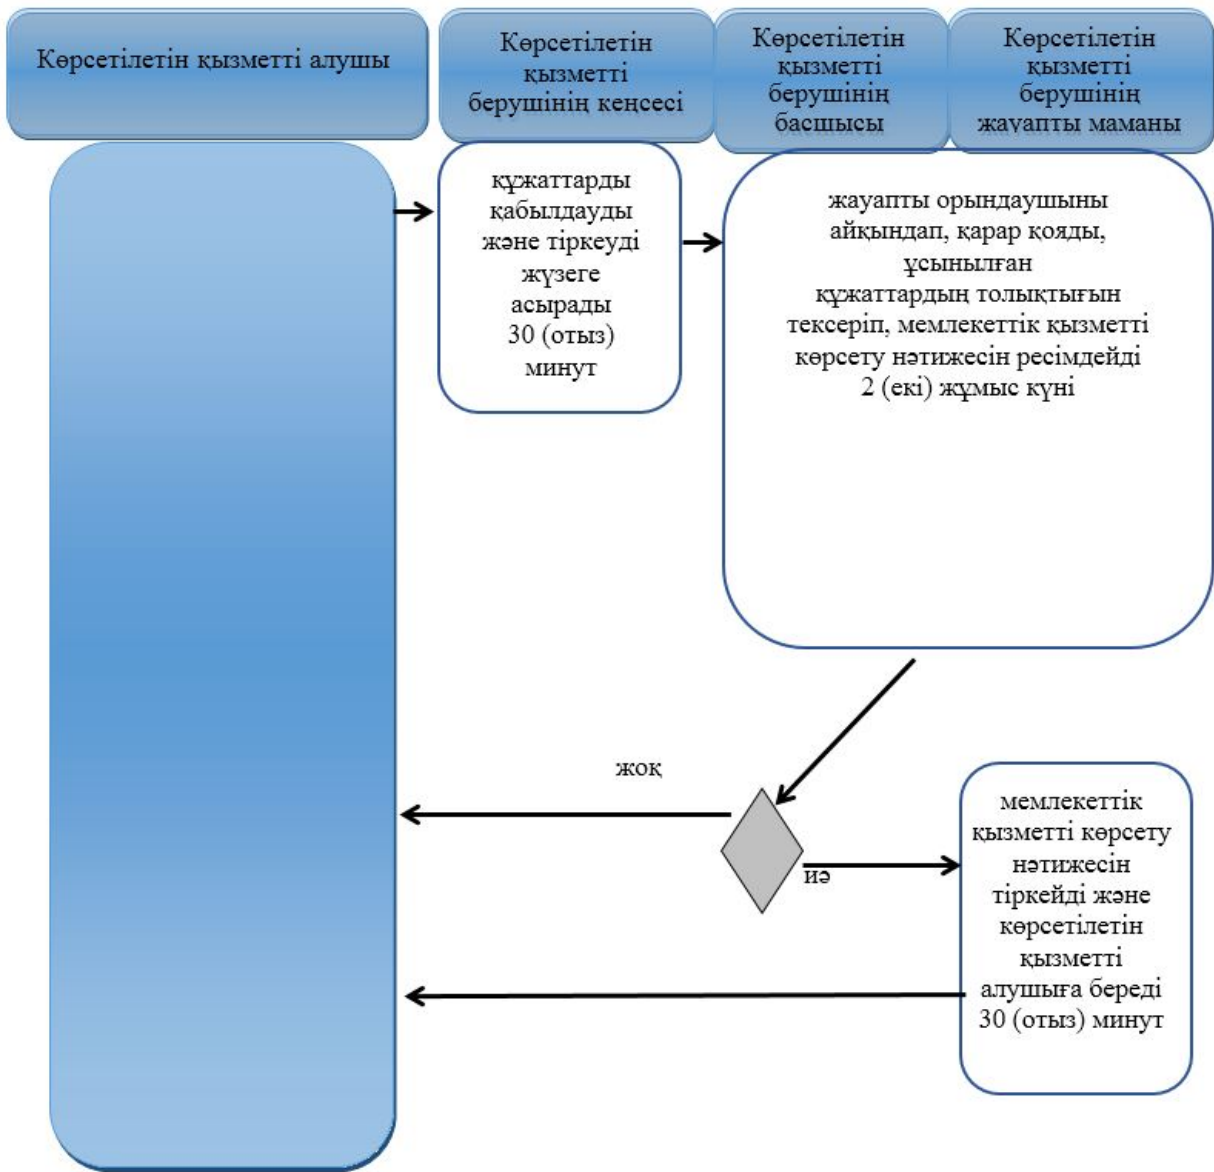 Көрсетілетін қызметті алушы
Көрсетілетін
қызметті
берушінің кеңсесі
Көрсетілетін
қызметті
берушінің
басшысы
Көрсетілетін
қызметті
берушінің
жауапты маманы
құжаттарды
қабылдауды
және тіркеуді
жүзеге
асырады
30 (отыз)
минут
жауапты орындаушыны
айқындап, қарар қояды,
ұсынылған
құжаттардың толықтығын
тексеріп, мемлекеттік қызметті
көрсету нәтижесін ресімдейді
2 (екі) жұмыс күні
жоқ
иә
мемлекеттік
қызметті көрсету
нәтижесін
тіркейді және
көрсетілетін
қызметті
алушыға береді
30 (отыз) минут